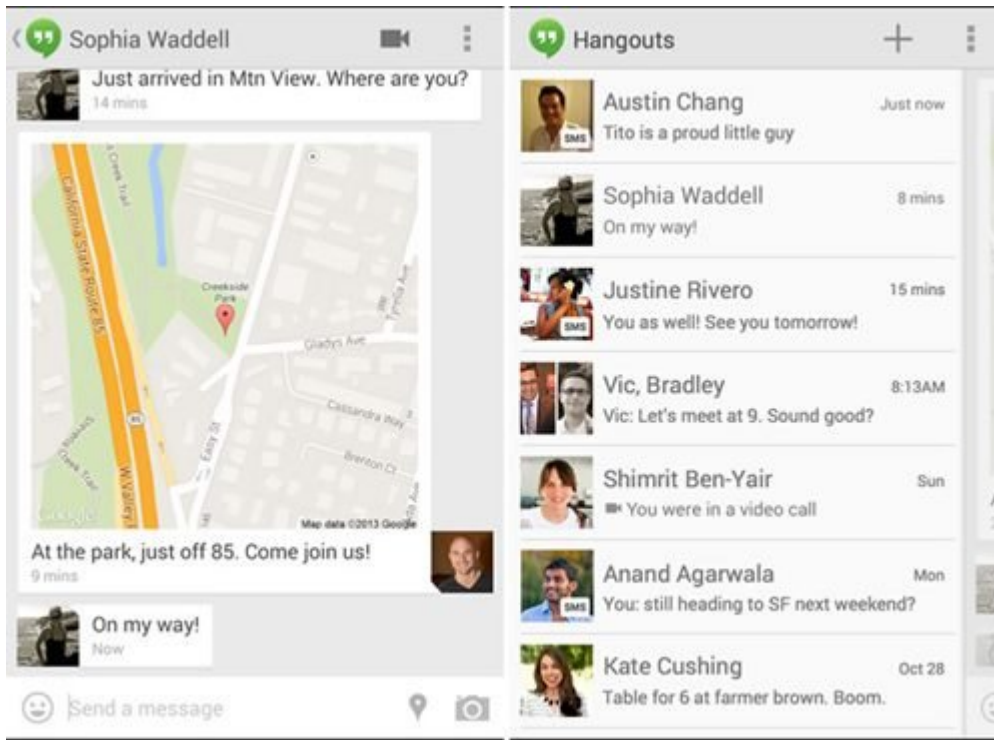 Sophia Waddell
Just arrived in Mtn View. Where are you?
14 mins
a Creek Trail
California State Route 85
Creekside
Park
Gladys Ave
Cassandra Way
Brenton Ct
Easy St
85
Creek Trail
W Valley
Google
Map data ©2013 Google
At the park, just off 85. Come join us!
9 mins
On my way!
Now
Send a message
Hangouts
Austin Chang
Just now
Tito is a proud little guy
SMS
Sophia Waddell
8 mins
On my way!
Justine Rivero
15 mins
You as well! See you tomorrow!
SMS
Vic, Bradley
8:13AM
Vic: Let's meet at 9. Sound good?
Shimrit Ben-Yair
Sun
You were in a video call
Anand Agarwala
Mon
You: still heading to SF next weekend?
SMS
Kate Cushing
Oct 28
Table for 6 at farmer brown. Boom.